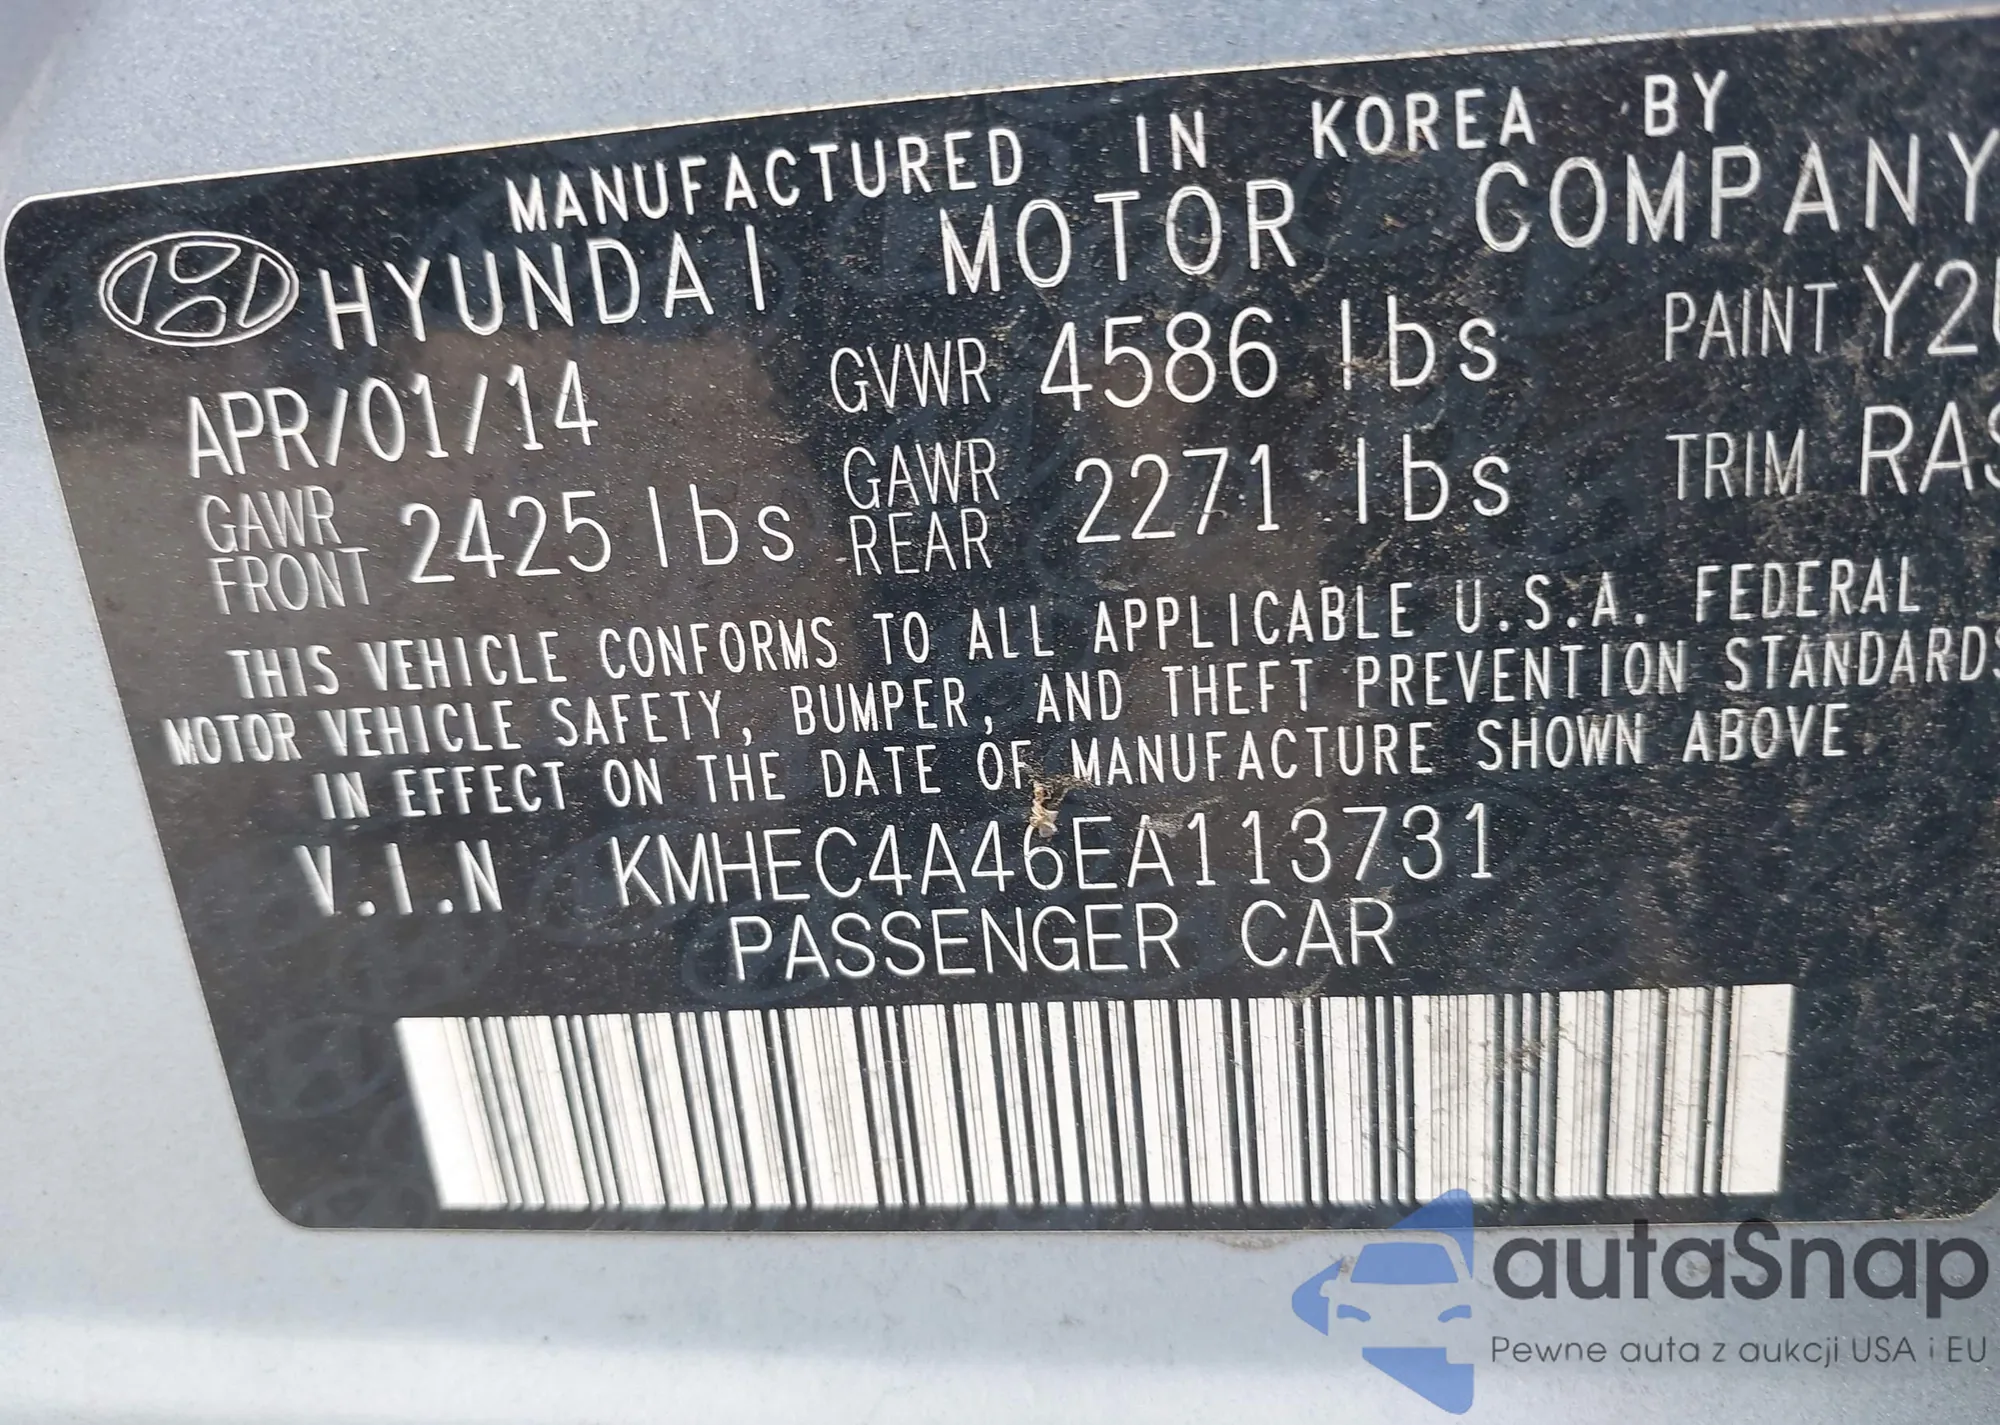 MANUFACTURED IN KOREA BY
HYUNDAI MOTOR COMPANY
APR/01/14 GVWR 4586 lbs PAINT
GAWR FRONT 2425 lbs GAWR REAR 2271 lbs TRIM
THIS VEHICLE CONFORMS TO ALL APPLICABLE U.S.A. FEDERAL
MOTOR VEHICLE SAFETY, BUMPER, AND THEFT PREVENTION STANDARDS
IN EFFECT ON THE DATE OF MANUFACTURE SHOWN ABOVE
V.I.N KMHEC4A46EA113731
PASSENGER CAR
autaSnap
Pewne auta z aukcji USA i EU